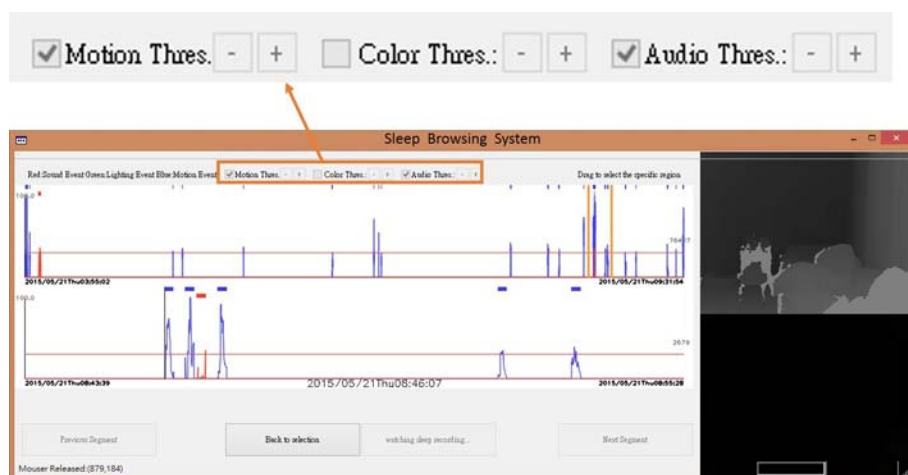 Motion Thres. - + Color Thres.: - + Audio Thres.: - +
Sleep Browsing System
Red:Sound Event Green:Lighting Event Blue:Motion Event Motion Thres. - + Color Thres.: - + Audio Thres.: - + Drag to select the specific region
100.0
2015/05/21Thu03:55:02 2015/05/21Thu09:31:54
100.0
2679
2015/05/21Thu08:43:39 2015/05/21Thu08:46:07 2015/05/21Thu08:55:28
Previous Segment Back to selection watching sleep recording... Next Segment
Mouser Released:(879,184)